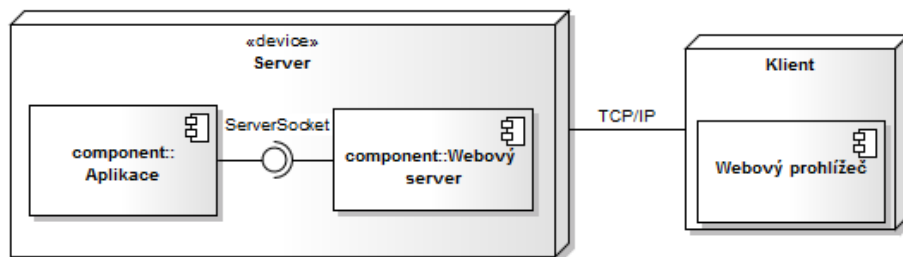 «device»
Server
component::
Aplikace
ServerSocket
component::Webový
server
TCP/IP
Klient
Webový prohlížeč